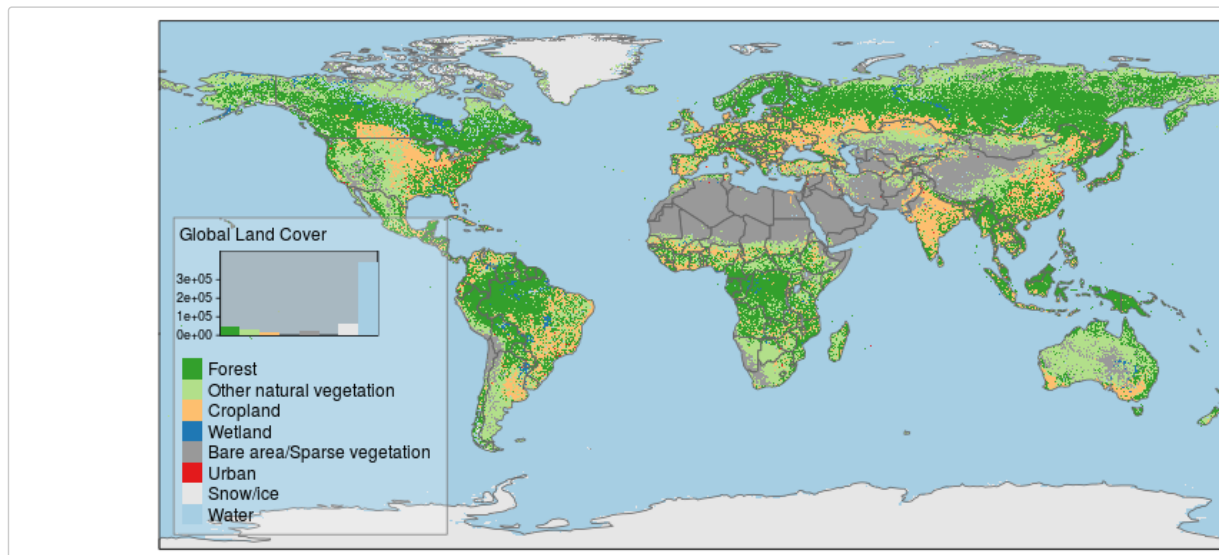 Global Land Cover
3e+05
2e+05
1e+05
0e+00
Forest
Other natural vegetation
Cropland
Wetland
Bare area/Sparse vegetation
Urban
Snow/ice
Water